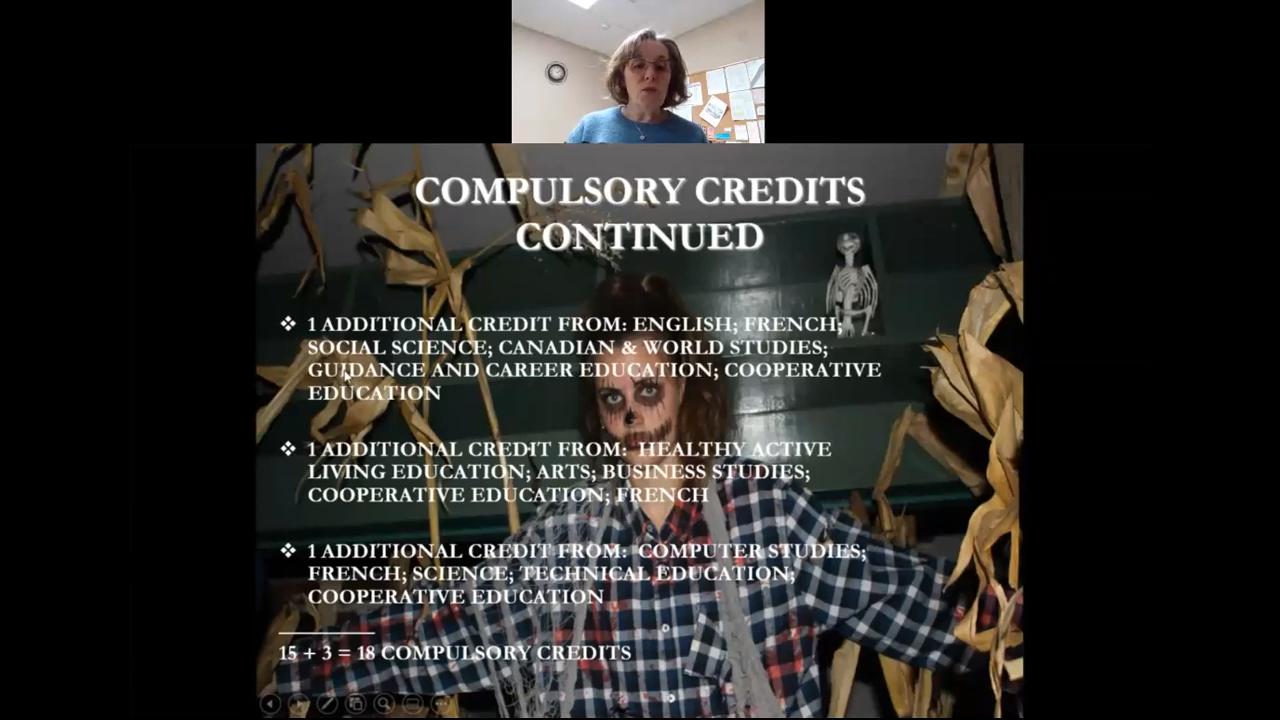 COMPULSORY CREDITS
CONTINUED
❖ 1 ADDITIONAL CREDIT FROM: ENGLISH; FRENCH;
SOCIAL SCIENCE; CANADIAN & WORLD STUDIES;
GUIDANCE AND CAREER EDUCATION; COOPERATIVE
EDUCATION
❖ 1 ADDITIONAL CREDIT FROM: HEALTHY ACTIVE
LIVING EDUCATION; ARTS; BUSINESS STUDIES;
COOPERATIVE EDUCATION; FRENCH
❖ 1 ADDITIONAL CREDIT FROM: COMPUTER STUDIES;
FRENCH; SCIENCE; TECHNICAL EDUCATION;
COOPERATIVE EDUCATION
15 + 3 = 18 COMPULSORY CREDITS